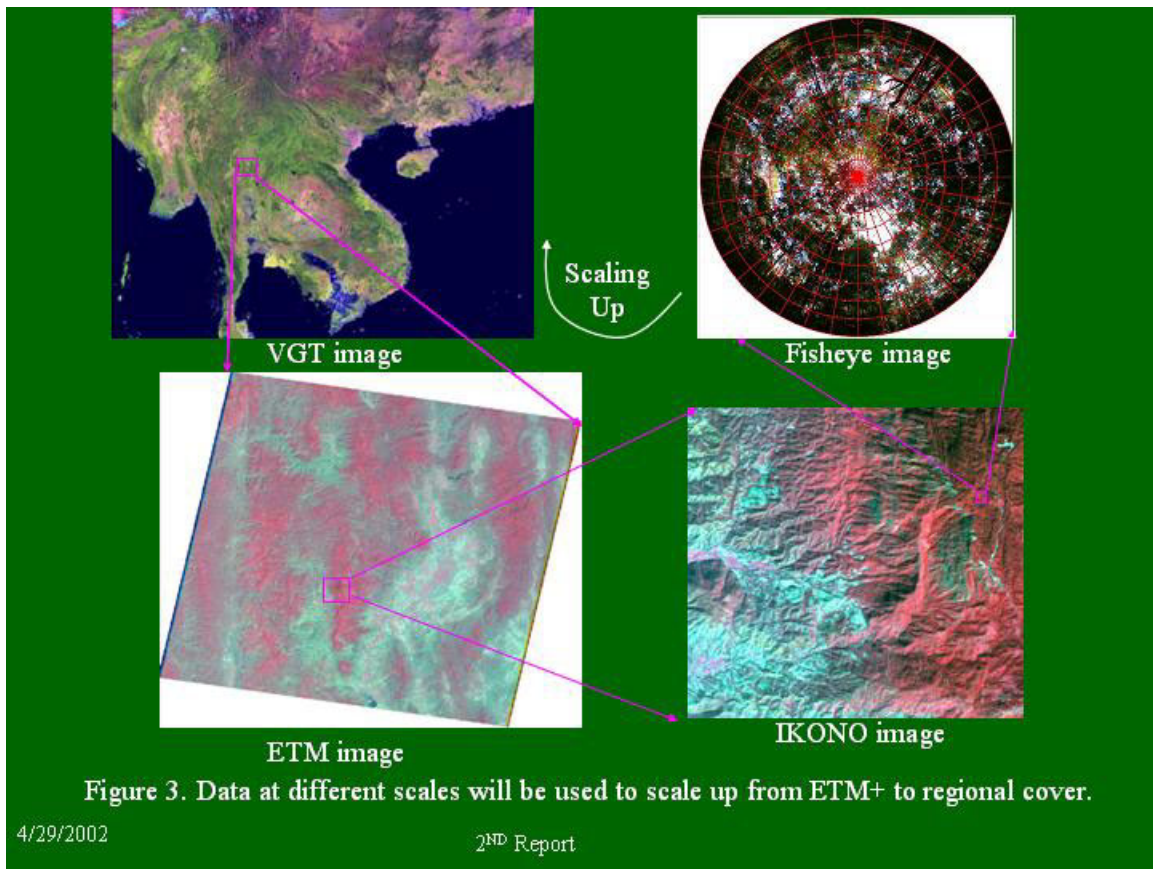 Scaling
Up
VGT image
Fisheye image
ETM image
IKONO image
Figure 3. Data at different scales will be used to scale up from ETM+ to regional cover.
4/29/2002
2ND Report